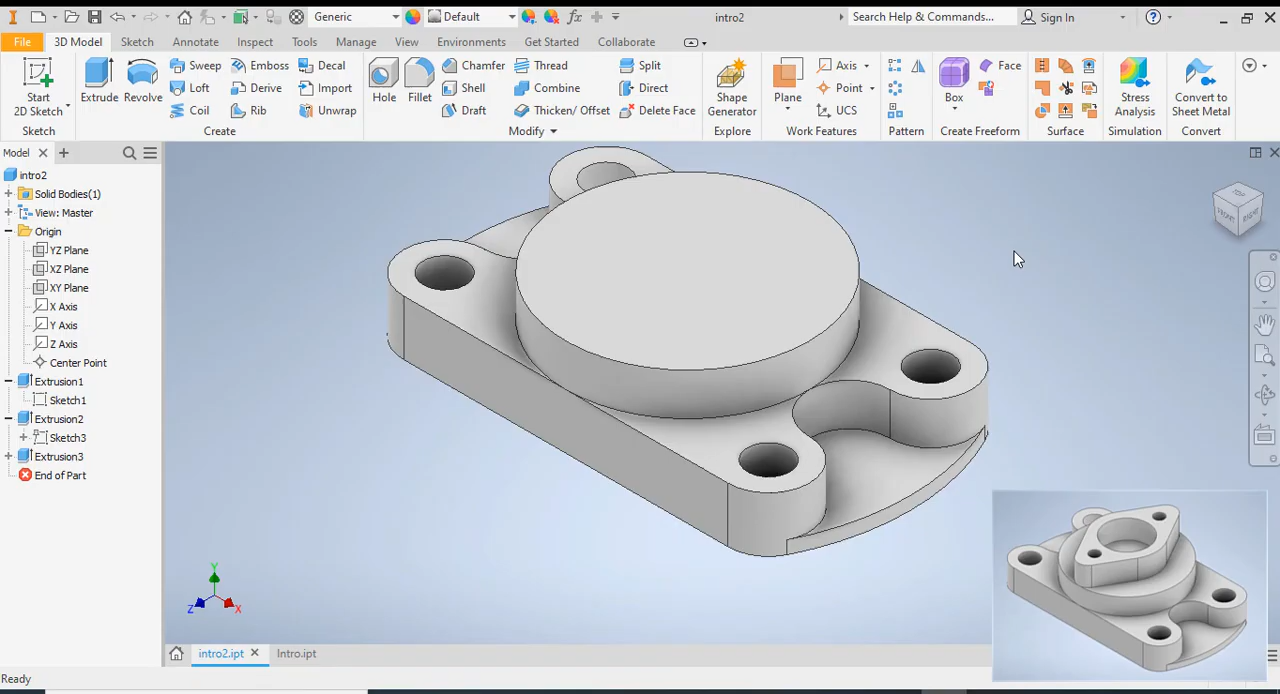 Generic
Default
intro2
Search Help & Commands...
Sign In
File
3D Model
Sketch
Annotate
Inspect
Tools
Manage
View
Environments
Get Started
Collaborate
Start
2D Sketch
Sketch
Extrude
Revolve
Sweep
Loft
Coil
Emboss
Derive
Rib
Decal
Import
Unwrap
Create
Hole
Fillet
Chamfer
Shell
Draft
Thread
Combine
Thicken/ Offset
Split
Direct
Delete Face
Modify
Shape
Generator
Explore
Plane
Axis
Point
UCS
Work Features
Pattern
Box
Face
Create Freeform
Surface
Stress
Analysis
Simulation
Convert to
Sheet Metal
Convert
Model
intro2
Solid Bodies(1)
View: Master
Origin
YZ Plane
XZ Plane
XY Plane
X Axis
Y Axis
Z Axis
Center Point
Extrusion1
Sketch1
Extrusion2
Sketch3
Extrusion3
End of Part
TOP
FRONT
RIGHT
Y
Z
X
intro2.ipt
Intro.ipt
Ready